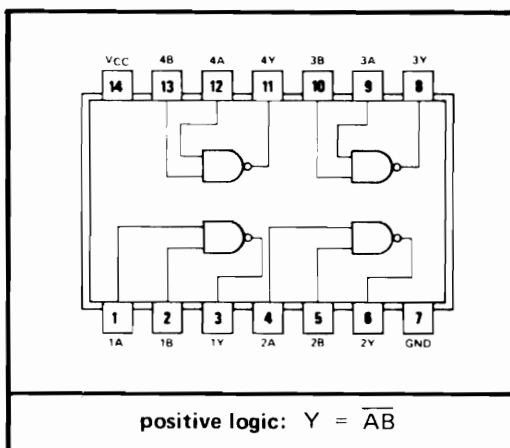 VCC 4B 4A 4Y 3B 3A 3Y
14 13 12 11 10 9 8
1 2 3 4 5 6 7
1A 1B 1Y 2A 2B 2Y GND
positive logic: Y = A̅B̅